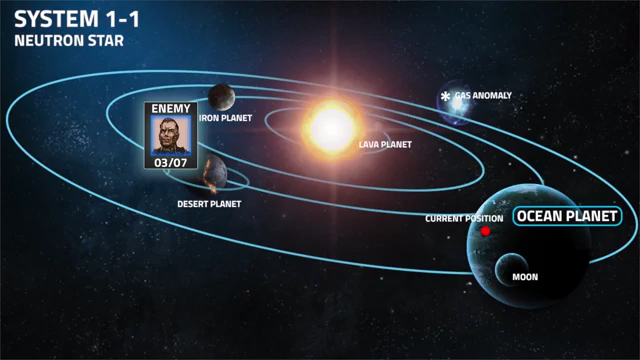 SYSTEM 1-1
NEUTRON STAR
ENEMY
03/07
IRON PLANET
* GAS ANOMALY
LAVA PLANET
DESERT PLANET
CURRENT POSITION
OCEAN PLANET
MOON